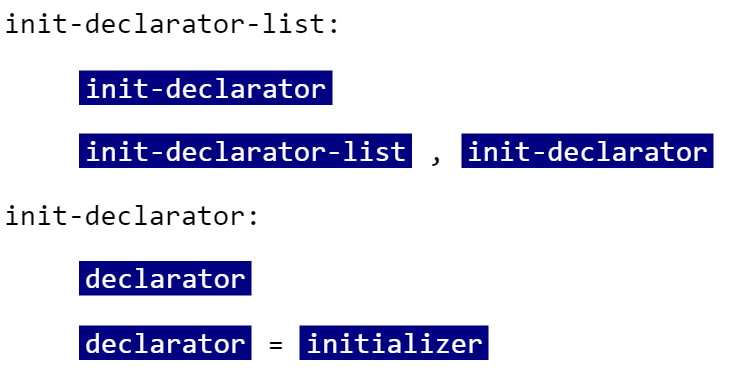 init-declarator-list:
init-declarator
init-declarator-list , init-declarator
init-declarator:
declarator
declarator = initializer